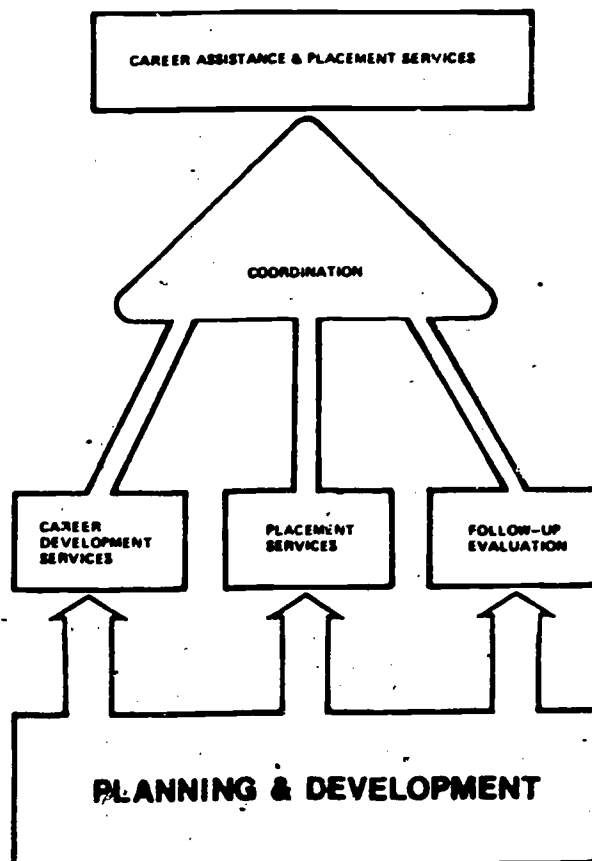 CAREER ASSISTANCE & PLACEMENT SERVICES
COORDINATION
CAREER
DEVELOPMENT
SERVICES
PLACEMENT
SERVICES
FOLLOW-UP
EVALUATION
PLANNING & DEVELOPMENT